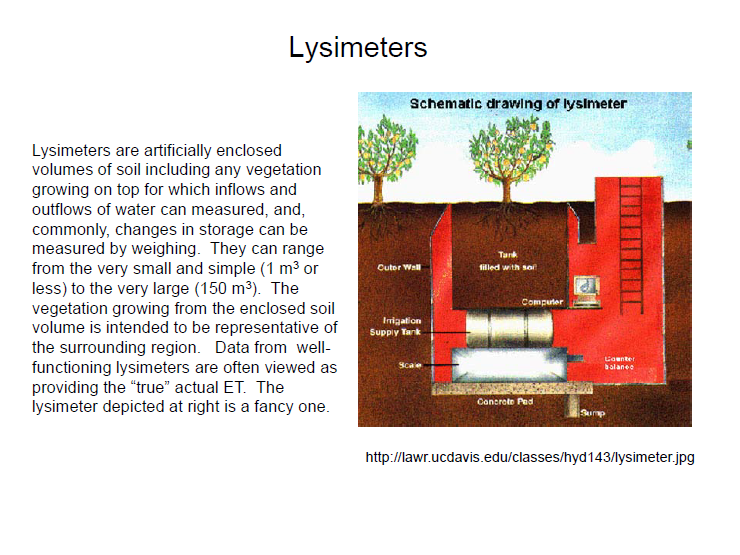 Lysimeters
Lysimeters are artificially enclosed
volumes of soil including any vegetation
growing on top for which inflows and
outflows of water can measured, and,
commonly, changes in storage can be
measured by weighing.  They can range
from the very small and simple (1 m³ or
less) to the very large (150 m³).  The
vegetation growing from the enclosed soil
volume is intended to be representative of
the surrounding region.   Data from  well-
functioning lysimeters are often viewed as
providing the “true” actual ET.  The
lysimeter depicted at right is a fancy one.
Schematic drawing of lysimeter
Tank
filled with soil
Outer Wall
Computer
Irrigation
Supply Tank
Scale
Counter
balance
Concrete Pad
Sump
http://lawr.ucdavis.edu/classes/hyd143/lysimeter.jpg